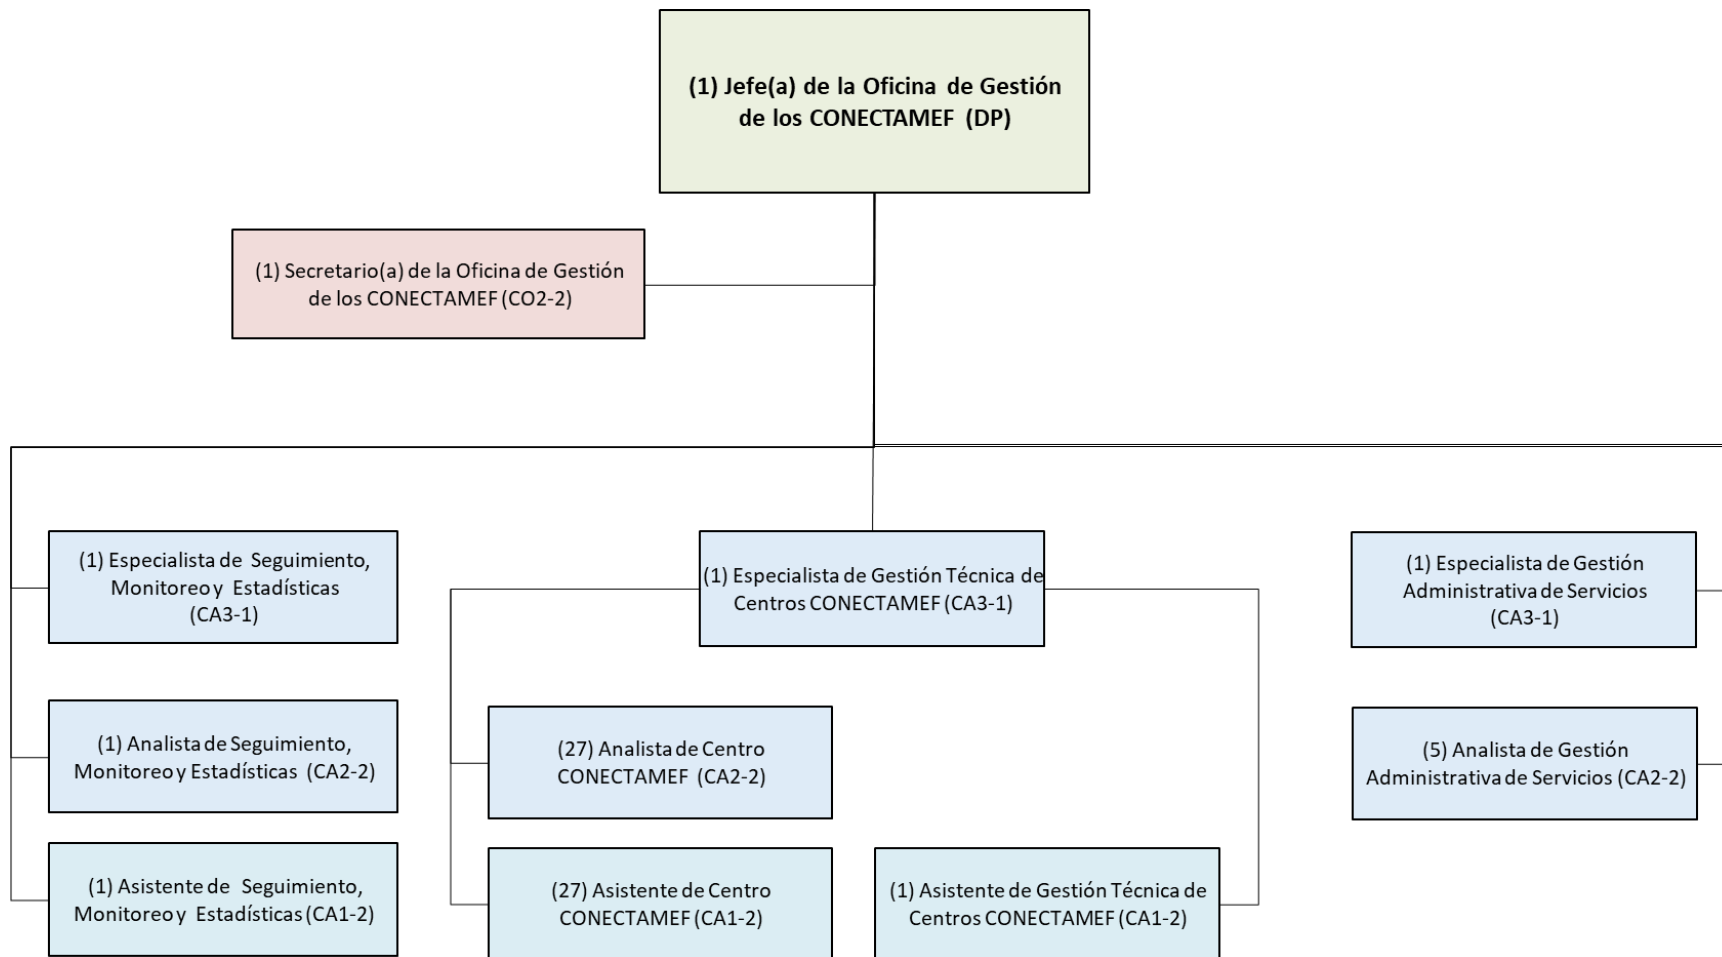 (1) Jefe(a) de la Oficina de Gestión
de los CONECTAMEF (DP)
(1) Secretario(a) de la Oficina de Gestión
de los CONECTAMEF (CO2-2)
(1) Especialista de Seguimiento,
Monitoreo y Estadísticas
(CA3-1)
(1) Especialista de Gestión Técnica de
Centros CONECTAMEF (CA3-1)
(1) Especialista de Gestión
Administrativa de Servicios
(CA3-1)
(1) Analista de Seguimiento,
Monitoreo y Estadísticas (CA2-2)
(27) Analista de Centro
CONECTAMEF (CA2-2)
(5) Analista de Gestión
Administrativa de Servicios (CA2-2)
(1) Asistente de Seguimiento,
Monitoreo y Estadísticas (CA1-2)
(27) Asistente de Centro
CONECTAMEF (CA1-2)
(1) Asistente de Gestión Técnica de
Centros CONECTAMEF (CA1-2)